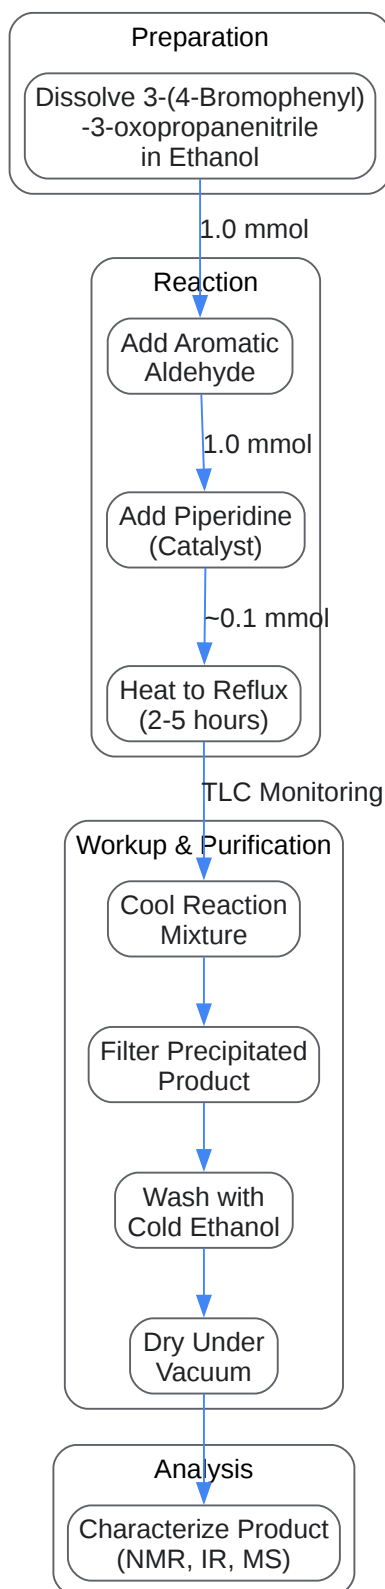 Preparation
Dissolve 3-(4-Bromophenyl)
-3-oxopropanenitrile
in Ethanol
1.0 mmol
Reaction
Add Aromatic
Aldehyde
1.0 mmol
Add Piperidine
(Catalyst)
~0.1 mmol
Heat to Reflux
(2-5 hours)
TLC Monitoring
Workup & Purification
Cool Reaction
Mixture
Filter Precipitated
Product
Wash with
Cold Ethanol
Dry Under
Vacuum
Analysis
Characterize Product
(NMR, IR, MS)